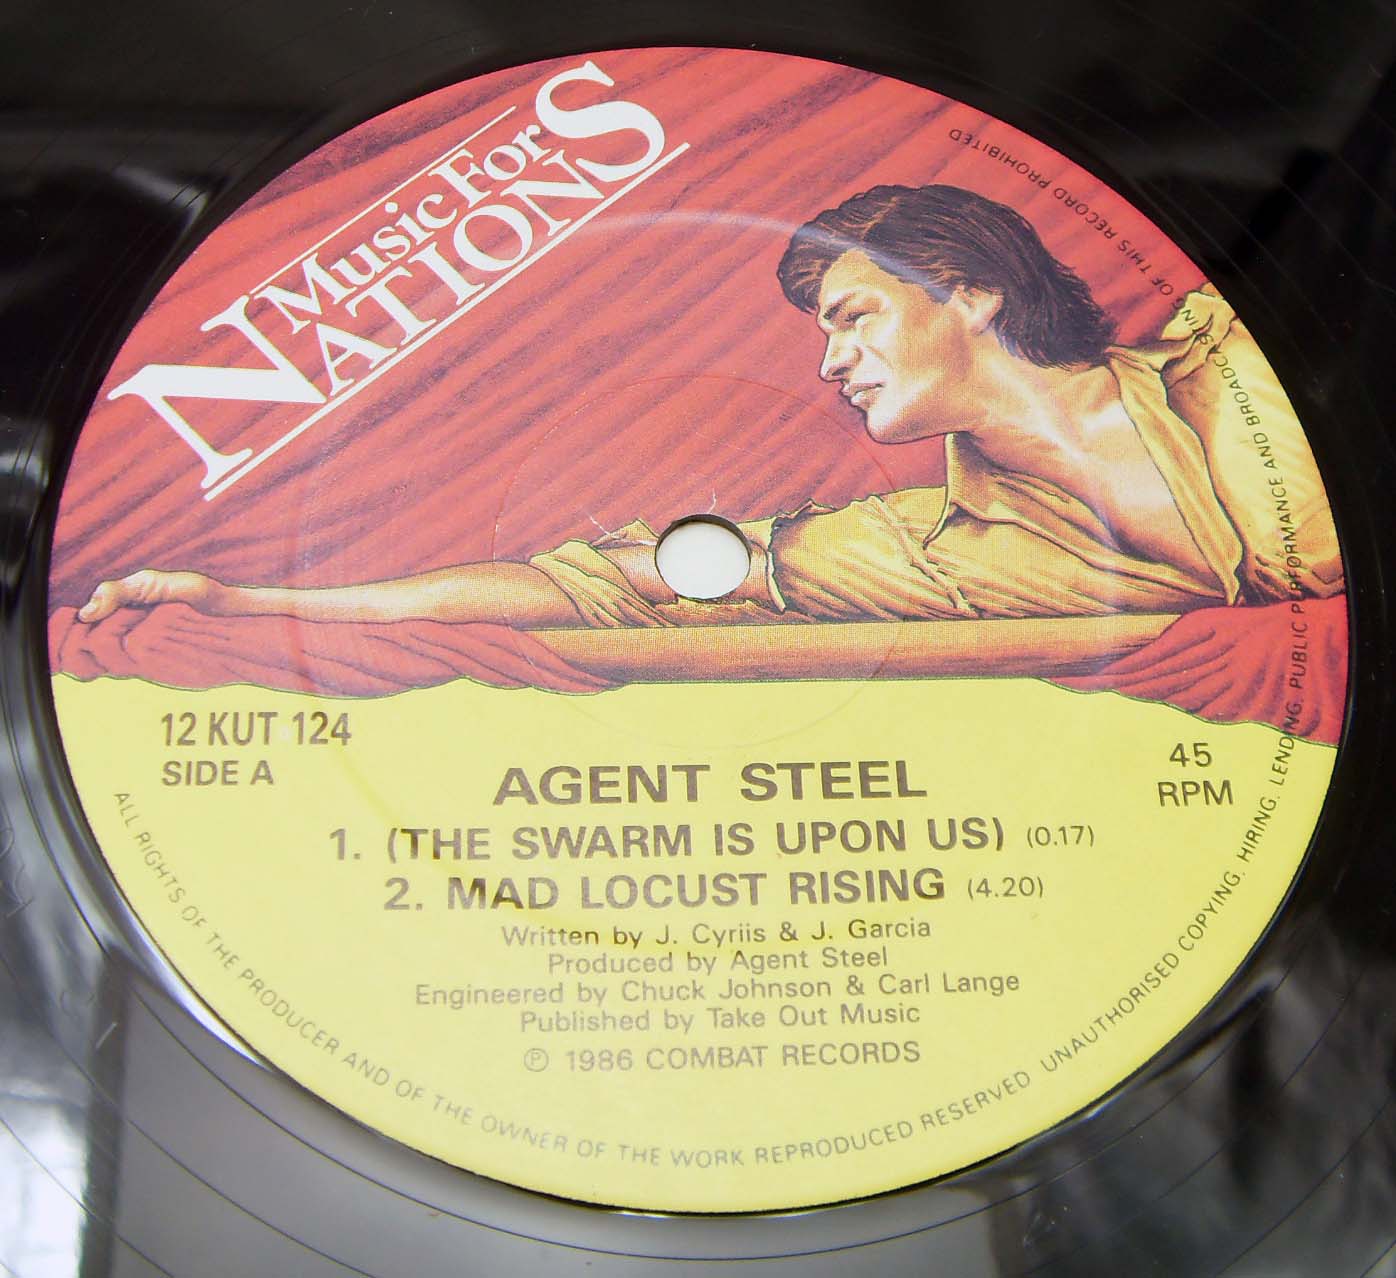 Music For
NATIONS
12 KUT 124
SIDE A
45
RPM
AGENT STEEL
1. (THE SWARM IS UPON US) (0.17)
2. MAD LOCUST RISING (4.20)
Written by J. Cyriis & J. Garcia
Produced by Agent Steel
Engineered by Chuck Johnson & Carl Lange
Published by Take Out Music
℗ 1986 COMBAT RECORDS
ALL RIGHTS OF THE PRODUCER AND OF THE OWNER OF THE WORK REPRODUCED RESERVED UNAUTHORISED COPYING. HIRING. LENDING. PUBLIC PERFORMANCE AND BROADCASTING OF THIS RECORD PROHIBITED